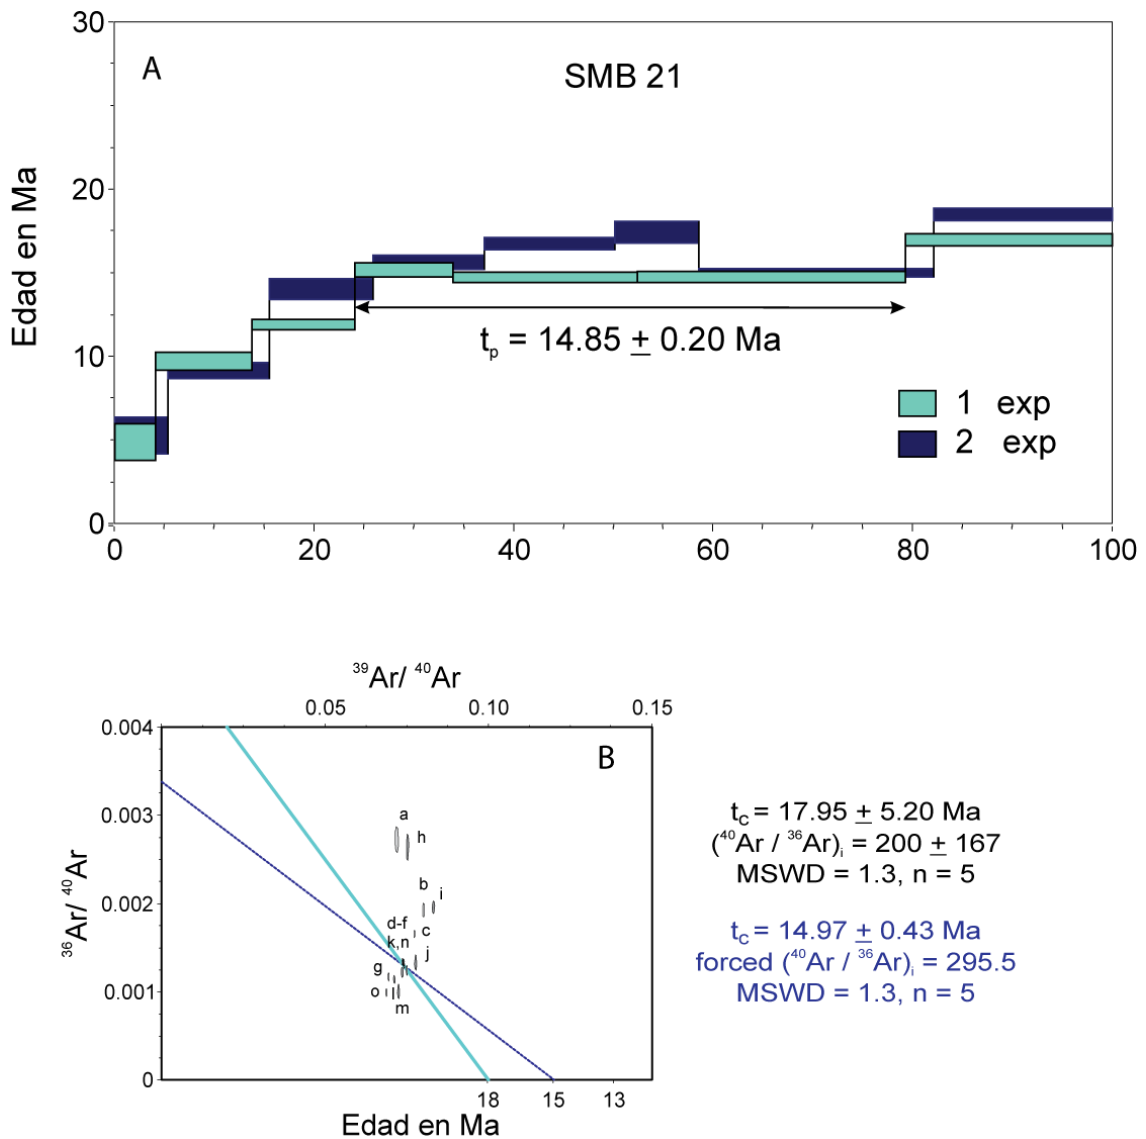 30
A
SMB 21
20
Edad en Ma
tp = 14.85 ± 0.20 Ma
10
1 exp
2 exp
0
0 20 40 60 80 100
³⁹Ar/ ⁴⁰Ar
0.05 0.10 0.15
0.004
B
0.003
a
h
³⁶Ar/ ⁴⁰Ar
0.002
b
i
d-f
c
k,n
j
g
0.001
o
m
0
18 15 13
Edad en Ma
tC = 17.95 ± 5.20 Ma
(⁴⁰Ar / ³⁶Ar)i = 200 ± 167
MSWD = 1.3, n = 5
tC = 14.97 ± 0.43 Ma
forced (⁴⁰Ar / ³⁶Ar)i = 295.5
MSWD = 1.3, n = 5